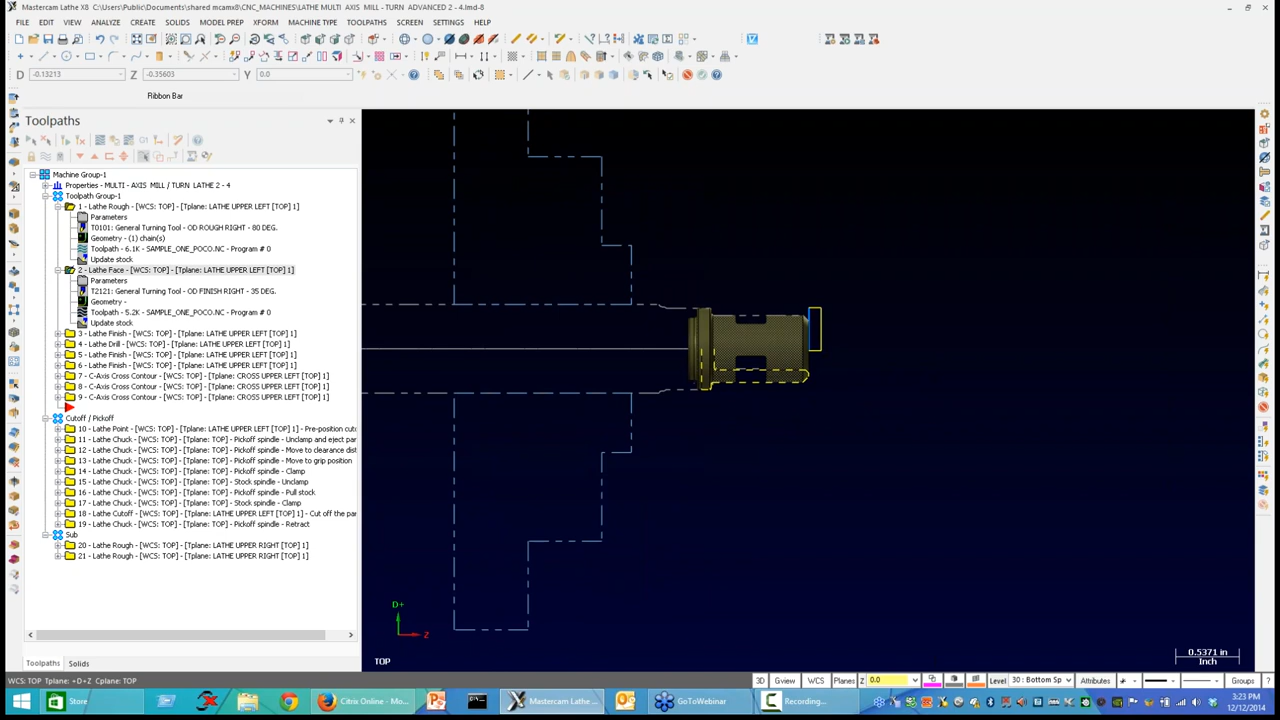 Mastercam Lathe X8 C:\Users\Public\Documents\shared mcamx8\CNC_MACHINES\LATHE MULTI AXIS MILL - TURN ADVANCED 2 - 4.lmd-8
FILE EDIT VIEW ANALYZE CREATE SOLIDS MODEL PREP XFORM MACHINE TYPE TOOLPATHS SCREEN SETTINGS HELP
D -0.13213 Z -0.35603 Y 0.0
Ribbon Bar
Toolpaths
G1
Machine Group-1
Properties - MULTI - AXIS MILL / TURN LATHE 2 - 4
Toolpath Group-1
1 - Lathe Rough - [WCS: TOP] - [Tplane: LATHE UPPER LEFT [TOP] 1]
Parameters
T0101: General Turning Tool - OD ROUGH RIGHT - 80 DEG.
Geometry - (1) chain(s)
Toolpath - 6.1K - SAMPLE_ONE_POCO.NC - Program # 0
Update stock
2 - Lathe Face - [WCS: TOP] - [Tplane: LATHE UPPER LEFT [TOP] 1]
Parameters
T2121: General Turning Tool - OD FINISH RIGHT - 35 DEG.
Geometry -
Toolpath - 5.2K - SAMPLE_ONE_POCO.NC - Program # 0
Update stock
3 - Lathe Finish - [WCS: TOP] - [Tplane: LATHE UPPER LEFT [TOP] 1]
4 - Lathe Drill - [WCS: TOP] - [Tplane: LATHE UPPER LEFT [TOP] 1]
5 - Lathe Finish - [WCS: TOP] - [Tplane: LATHE UPPER LEFT [TOP] 1]
6 - Lathe Finish - [WCS: TOP] - [Tplane: LATHE UPPER LEFT [TOP] 1]
7 - C-Axis Cross Contour - [WCS: TOP] - [Tplane: CROSS UPPER LEFT [TOP] 1]
8 - C-Axis Cross Contour - [WCS: TOP] - [Tplane: CROSS UPPER LEFT [TOP] 1]
9 - C-Axis Cross Contour - [WCS: TOP] - [Tplane: CROSS UPPER LEFT [TOP] 1]
Cutoff / Pickoff
10 - Lathe Point - [WCS: TOP] - [Tplane: LATHE UPPER LEFT [TOP] 1] - Pre-position cuto
11 - Lathe Chuck - [WCS: TOP] - [Tplane: TOP] - Pickoff spindle - Unclamp and eject par
12 - Lathe Chuck - [WCS: TOP] - [Tplane: TOP] - Pickoff spindle - Move to clearance dist
13 - Lathe Chuck - [WCS: TOP] - [Tplane: TOP] - Pickoff spindle - Move to grip position
14 - Lathe Chuck - [WCS: TOP] - [Tplane: TOP] - Pickoff spindle - Clamp
15 - Lathe Chuck - [WCS: TOP] - [Tplane: TOP] - Stock spindle - Unclamp
16 - Lathe Chuck - [WCS: TOP] - [Tplane: TOP] - Pickoff spindle - Pull stock
17 - Lathe Chuck - [WCS: TOP] - [Tplane: TOP] - Stock spindle - Clamp
18 - Lathe Cutoff - [WCS: TOP] - [Tplane: LATHE UPPER LEFT [TOP] 1] - Cut off the par
19 - Lathe Chuck - [WCS: TOP] - [Tplane: TOP] - Pickoff spindle - Retract
Sub
20 - Lathe Rough - [WCS: TOP] - [Tplane: LATHE UPPER RIGHT [TOP] 1]
21 - Lathe Rough - [WCS: TOP] - [Tplane: LATHE UPPER RIGHT [TOP] 1]
D+
Z
TOP
0.5371 in
Inch
Toolpaths Solids
WCS: TOP Tplane: +D+Z Cplane: TOP
3D Gview WCS Planes Z 0.0 Level 30 : Bottom Sp Attributes Groups ?
Store Citrix Online - Mo... Mastercam Lathe ... GoToWebinar Recording...
3:23 PM
12/12/2014